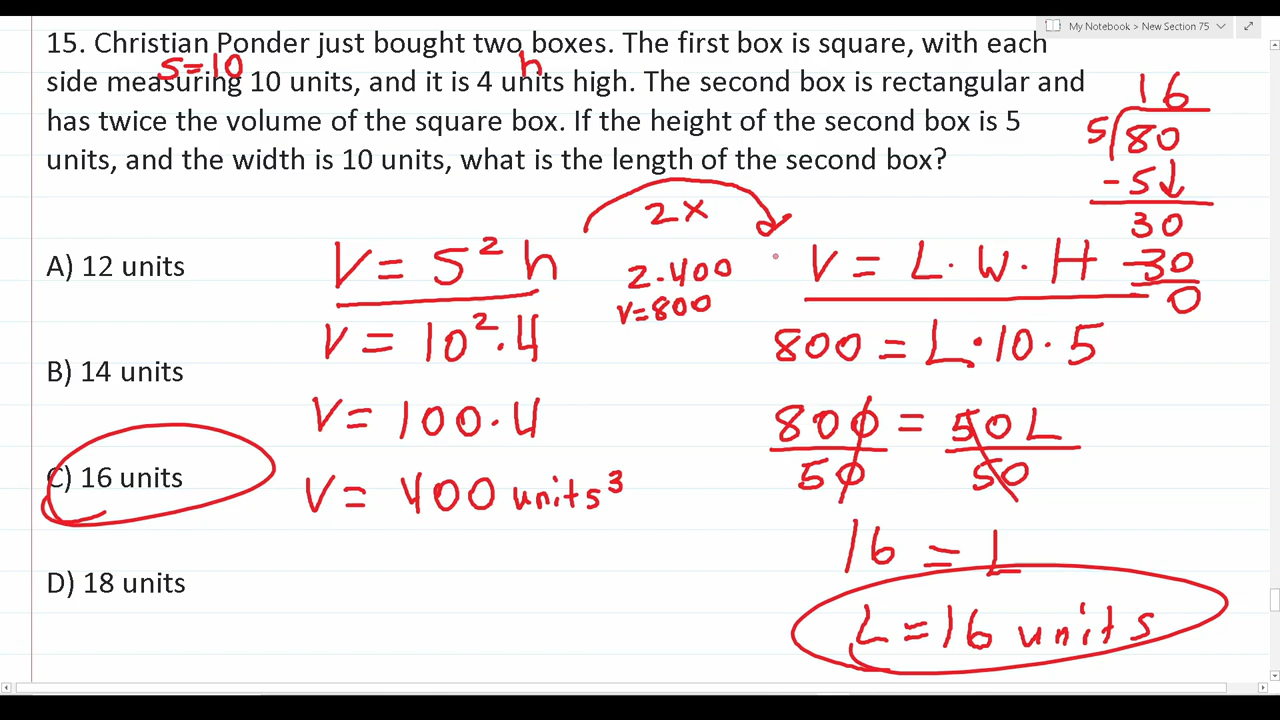 My Notebook > New Section 75
15. Christian Ponder just bought two boxes. The first box is square, with each
s=10
h
side measuring 10 units, and it is 4 units high. The second box is rectangular and
has twice the volume of the square box. If the height of the second box is 5
units, and the width is 10 units, what is the length of the second box?
16
5 80
-5↓
30
-30
0
A) 12 units
B) 14 units
C) 16 units
D) 18 units
V = S² h
V = 10² · 4
V = 100 · 4
V = 400 units³
2x
2·400
V=800
V = L · W · H
800 = L · 10 · 5
800 = 50L
50 50
16 = L
L = 16 units